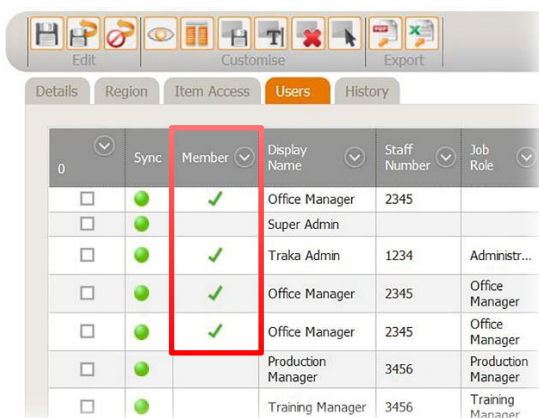 Edit
Customise
Export
Details Region Item Access Users History
0 Sync Member Display Name Staff Number Job Role
Office Manager 2345
Super Admin
Traka Admin 1234 Administr...
Office Manager 2345 Office Manager
Office Manager 2345 Office Manager
Production Manager 3456 Production Manager
Training Manager 3456 Training Manager